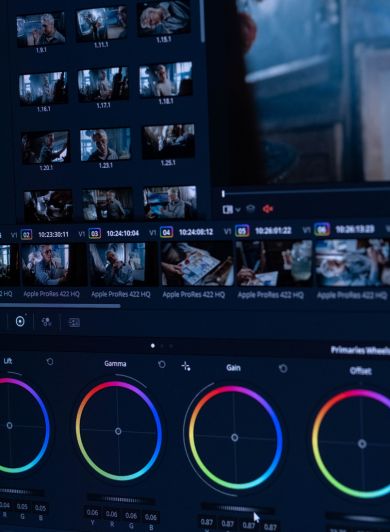 1.9.1
1.11.1
1.15.1
1.16.1
1.17.1
1.18.1
1.20.1
1.23.1
1.25.1
V1 02 10:23:30:11 V1 03 10:24:10:04 V1 04 10:24:08:12 V1 05 10:26:01:22 V1 06 10:26:13:23
HQ Apple ProRes 422 HQ Apple ProRes 422 HQ Apple ProRes 422 HQ Apple ProRes 422 HQ Apple ProRes 422 HQ
Primaries Wheels
Lift Gamma Gain Offset
0.04 0.05 0.05 0.06 0.06 0.06 0.06 0.87 0.87 0.87 0.87
R G B Y R G B